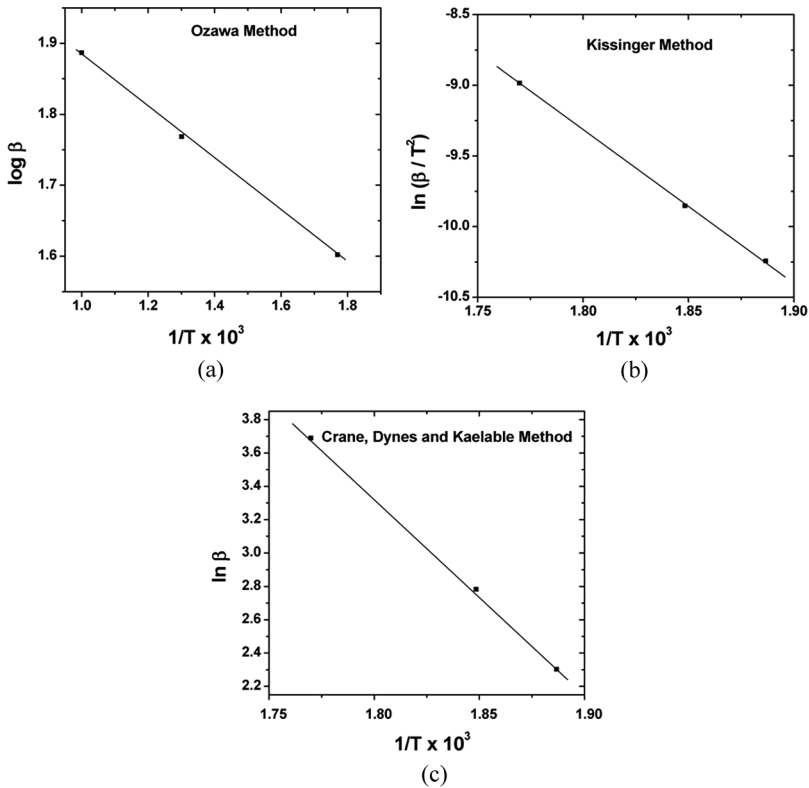 Ozawa Method
1.9
1.8
1.7
1.6
log β
1.0 1.2 1.4 1.6 1.8
1/T x 10³
(a)
Kissinger Method
-8.5
-9.0
-9.5
-10.0
-10.5
ln (β / T²)
1.75 1.80 1.85 1.90
1/T x 10³
(b)
Crane, Dynes and Kaelable Method
3.8
3.6
3.4
3.2
3.0
2.8
2.6
2.4
2.2
ln β
1.75 1.80 1.85 1.90
1/T x 10³
(c)